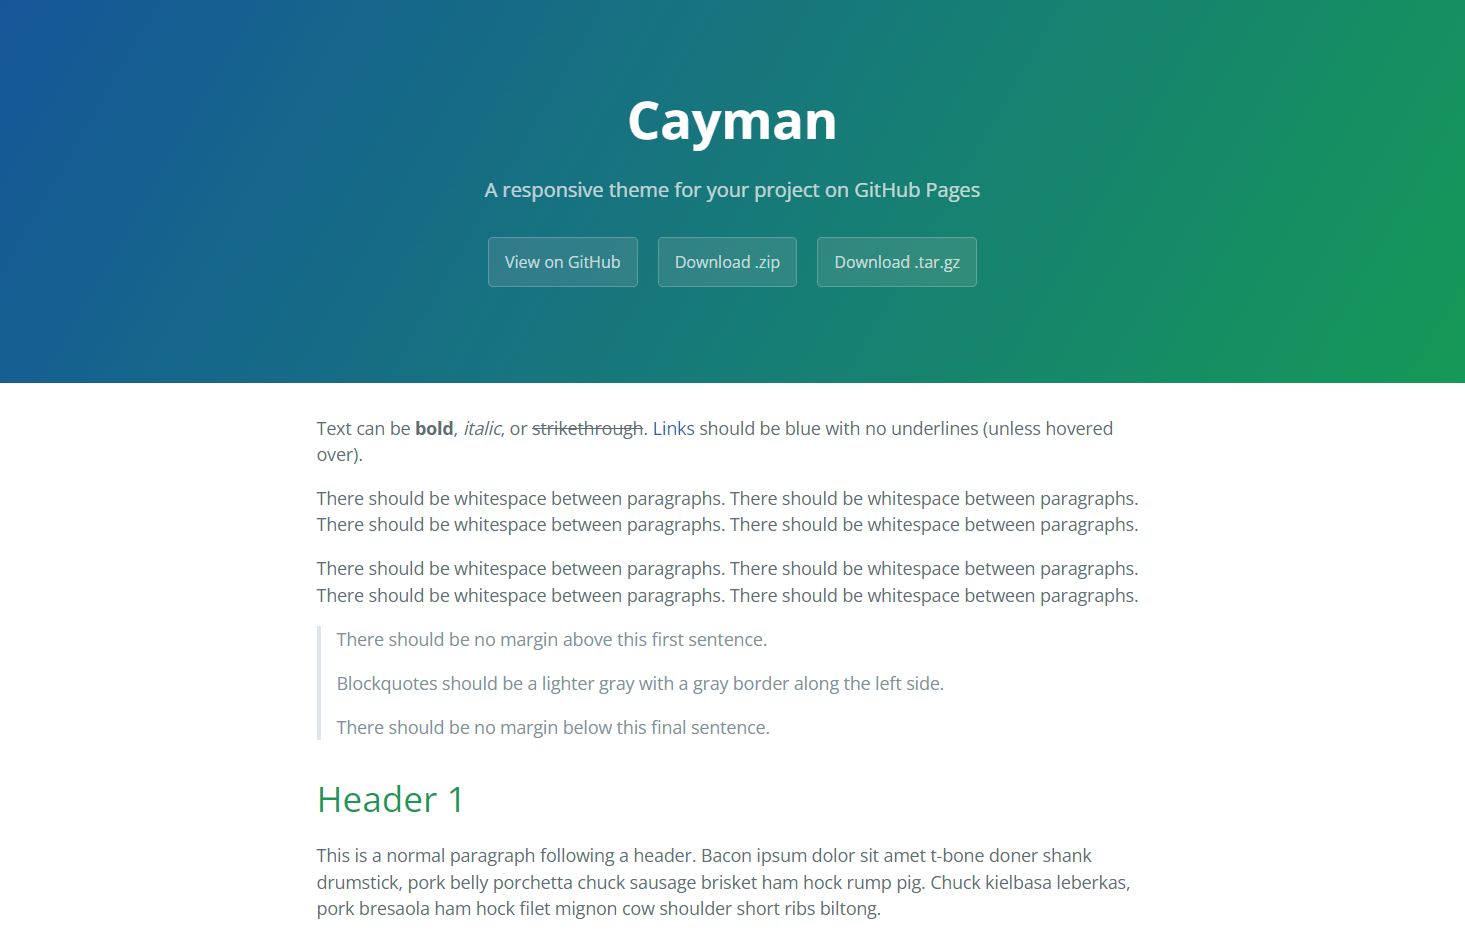 Cayman
A responsive theme for your project on GitHub Pages
View on GitHub
Download .zip
Download .tar.gz
Text can be bold, italic, or strikethrough. Links should be blue with no underlines (unless hovered
over).
There should be whitespace between paragraphs. There should be whitespace between paragraphs.
There should be whitespace between paragraphs. There should be whitespace between paragraphs.
There should be whitespace between paragraphs. There should be whitespace between paragraphs.
There should be whitespace between paragraphs. There should be whitespace between paragraphs.
There should be no margin above this first sentence.
Blockquotes should be a lighter gray with a gray border along the left side.
There should be no margin below this final sentence.
Header 1
This is a normal paragraph following a header. Bacon ipsum dolor sit amet t-bone doner shank
drumstick, pork belly porchetta chuck sausage brisket ham hock rump pig. Chuck kielbasa leberkas,
pork bresaola ham hock filet mignon cow shoulder short ribs biltong.